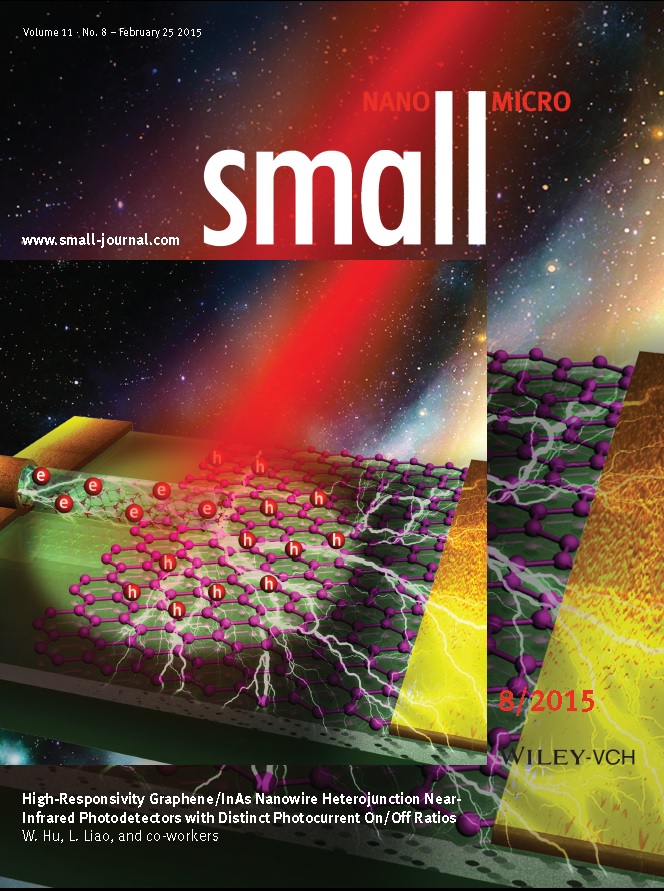 Volume 11 · No. 8 – February 25 2015
NANO MICRO
small
www.small-journal.com
h
h
e
e
e
h
h
e
e
e
h
h
h
h
h
h
h
h
8/2015
WILEY-VCH
High-Responsivity Graphene/InAs Nanowire Heterojunction Near-
Infrared Photodetectors with Distinct Photocurrent On/Off Ratios
W. Hu, L. Liao, and co-workers